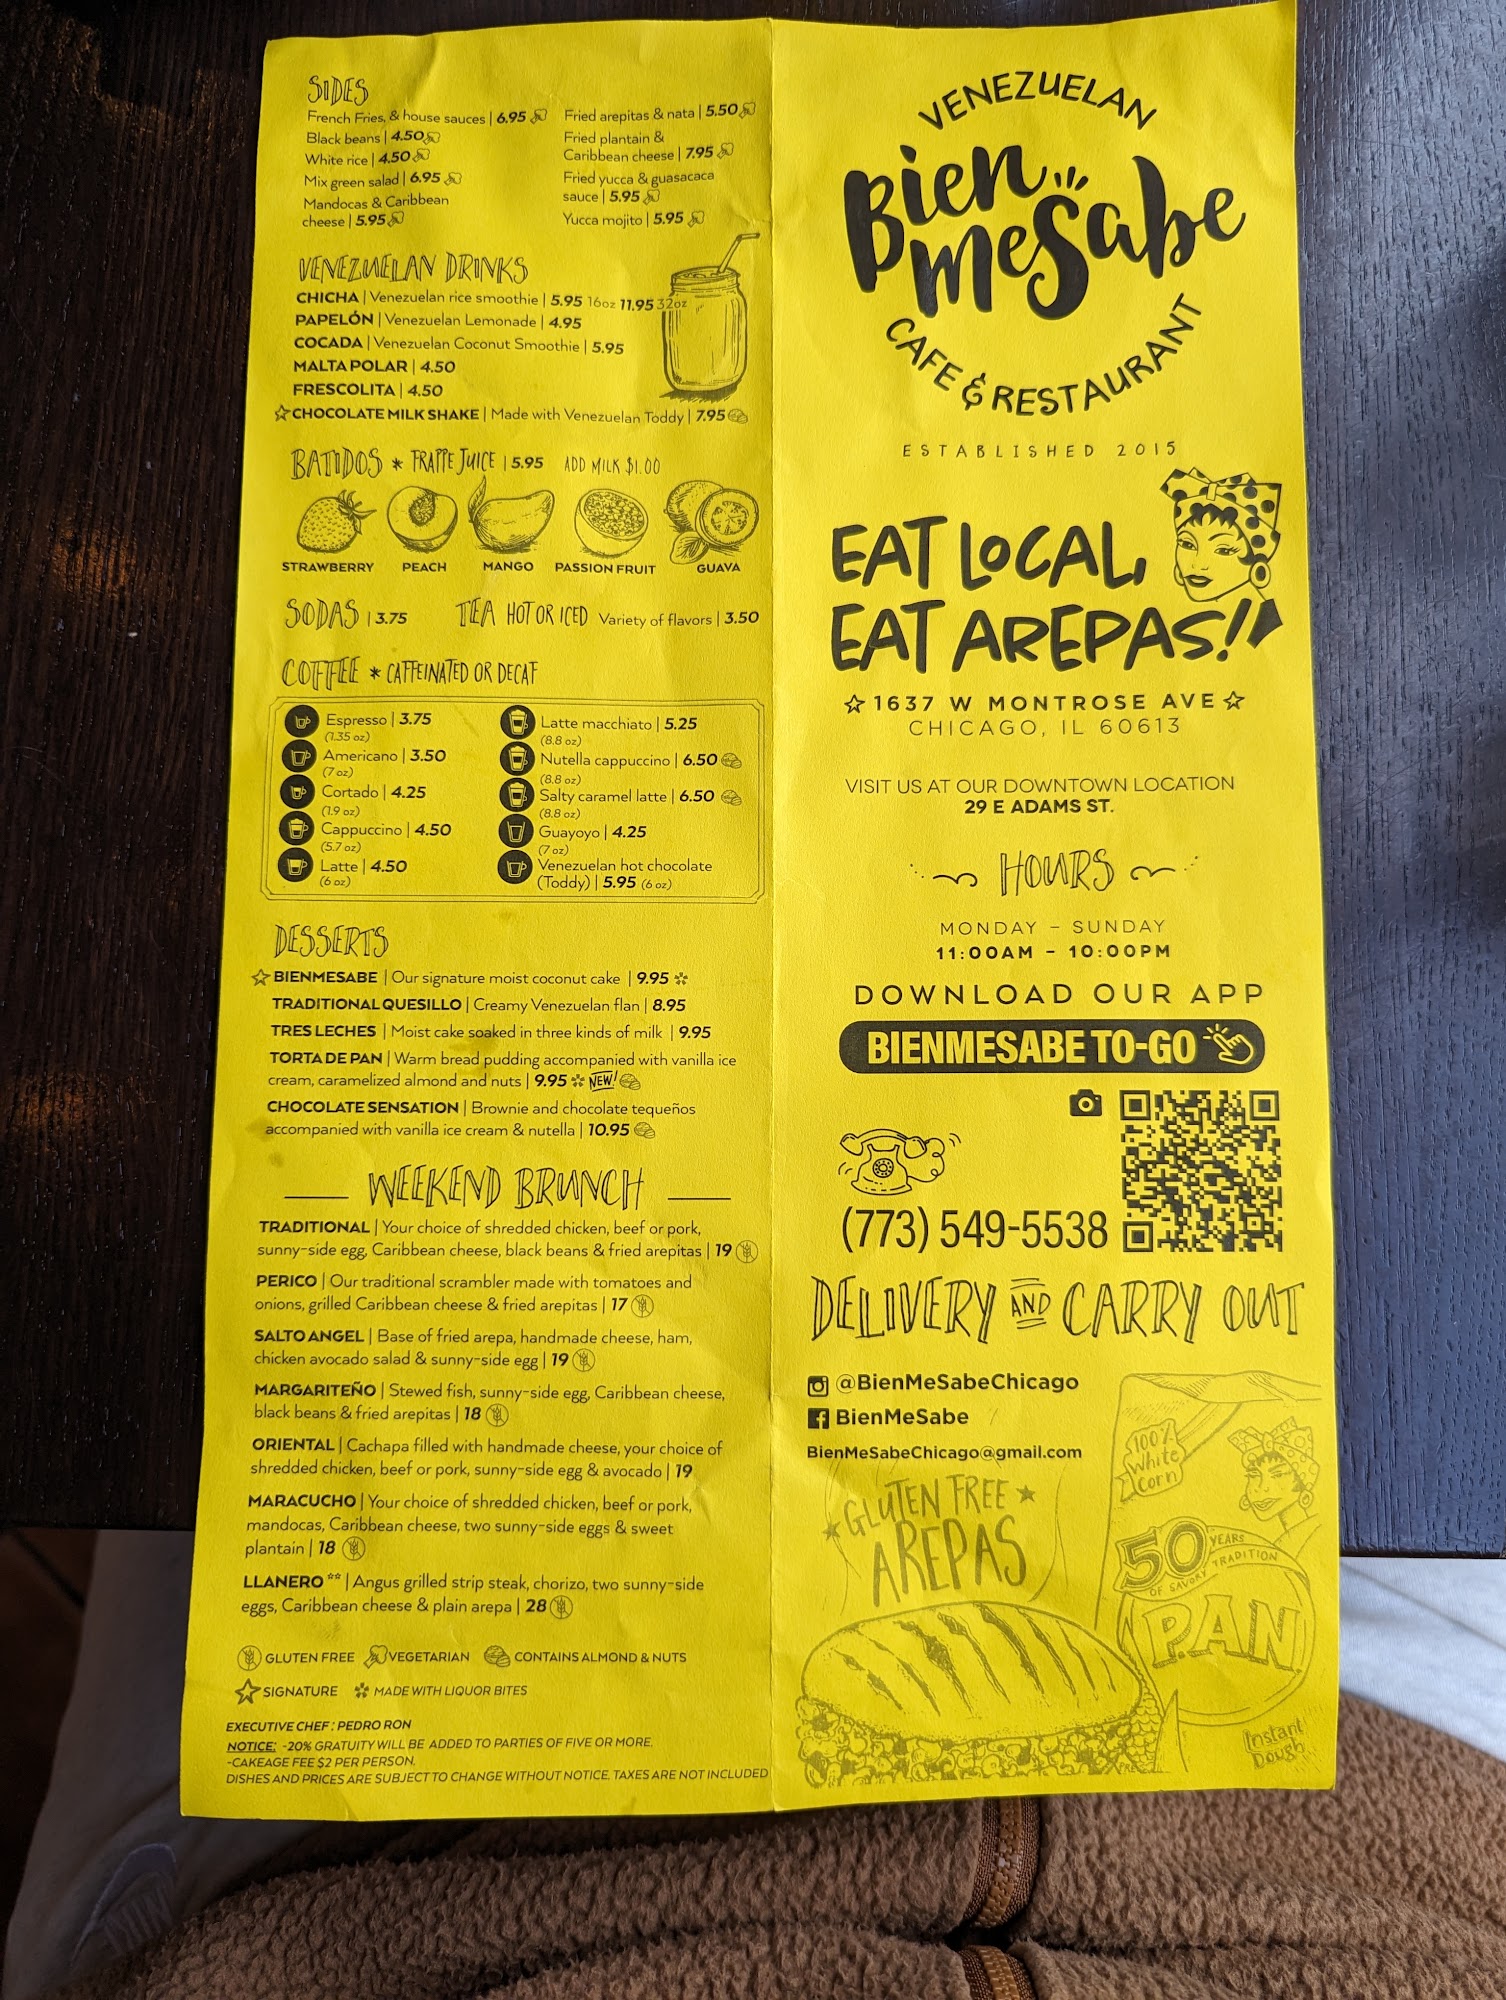 SIDES
French Fries, & house sauces | 6.95
Black beans | 4.50
White rice | 4.50
Mix green salad | 6.95
Mandocas & Caribbean
cheese | 5.95
Fried arepitas & nata | 5.50
Fried plantain &
Caribbean cheese | 7.95
Fried yucca & guasacaca
sauce | 5.95
Yucca mojito | 5.95
VENEZUELAN DRINKS
CHICHA | Venezuelan rice smoothie | 5.95 16oz 11.95 32oz
PAPELÓN | Venezuelan Lemonade | 4.95
COCADA | Venezuelan Coconut Smoothie | 5.95
MALTA POLAR | 4.50
FRESCOLITA | 4.50
CHOCOLATE MILK SHAKE | Made with Venezuelan Toddy | 7.95
BATIDOS * FRAPPE JUICE | 5.95 ADD MILK $1.00
STRAWBERRY PEACH MANGO PASSION FRUIT GUAVA
SODAS | 3.75 TEA HOT OR ICED Variety of flavors | 3.50
COFFEE * CAFFEINATED OR DECAF
Espresso | 3.75
(1.35 oz)
Americano | 3.50
(7 oz)
Cortado | 4.25
(1.9 oz)
Cappuccino | 4.50
(5.7 oz)
Latte | 4.50
(6 oz)
Latte macchiato | 5.25
(8.8 oz)
Nutella cappuccino | 6.50
(8.8 oz)
Salty caramel latte | 6.50
(8.8 oz)
Guayoyo | 4.25
(7 oz)
Venezuelan hot chocolate
(Toddy) | 5.95 (6 oz)
DESSERTS
BIENMESABE | Our signature moist coconut cake | 9.95
TRADITIONAL QUESILLO | Creamy Venezuelan flan | 8.95
TRES LECHES | Moist cake soaked in three kinds of milk | 9.95
TORTA DE PAN | Warm bread pudding accompanied with vanilla ice
cream, caramelized almond and nuts | 9.95 NEW!
CHOCOLATE SENSATION | Brownie and chocolate tequeños
accompanied with vanilla ice cream & nutella | 10.95
WEEKEND BRUNCH
TRADITIONAL | Your choice of shredded chicken, beef or pork,
sunny-side egg, Caribbean cheese, black beans & fried arepitas | 19
PERICO | Our traditional scrambler made with tomatoes and
onions, grilled Caribbean cheese & fried arepitas | 17
SALTO ANGEL | Base of fried arepa, handmade cheese, ham,
chicken avocado salad & sunny-side egg | 19
MARGARITEÑO | Stewed fish, sunny-side egg, Caribbean cheese,
black beans & fried arepitas | 18
ORIENTAL | Cachapa filled with handmade cheese, your choice of
shredded chicken, beef or pork, sunny-side egg & avocado | 19
MARACUCHO | Your choice of shredded chicken, beef or pork,
mandocas, Caribbean cheese, two sunny-side eggs & sweet
plantain | 18
LLANERO ** | Angus grilled strip steak, chorizo, two sunny-side
eggs, Caribbean cheese & plain arepa | 28
GLUTEN FREE VEGETARIAN CONTAINS ALMOND & NUTS
SIGNATURE MADE WITH LIQUOR BITES
EXECUTIVE CHEF: PEDRO RON
NOTICE: -20% GRATUITY WILL BE ADDED TO PARTIES OF FIVE OR MORE.
-CAKEAGE FEE $2 PER PERSON.
DISHES AND PRICES ARE SUBJECT TO CHANGE WITHOUT NOTICE. TAXES ARE NOT INCLUDED
VENEZUELAN
Bien
meSabe
CAFE & RESTAURANT
ESTABLISHED 2015
EAT LOCAL,
EAT AREPAS!
1637 W MONTROSE AVE
CHICAGO, IL 60613
VISIT US AT OUR DOWNTOWN LOCATION
29 E ADAMS ST.
HOURS
MONDAY - SUNDAY
11:00AM - 10:00PM
DOWNLOAD OUR APP
BIENMESABE TO-GO
(773) 549-5538
DELIVERY AND CARRY OUT
@BienMeSabeChicago
BienMeSabe
BienMeSabeChicago@gmail.com
GLUTEN FREE
AREPAS
100%
White
Corn
50 YEARS
TRADITION
OF SAVORY
P.A.N.
Instant
Dough